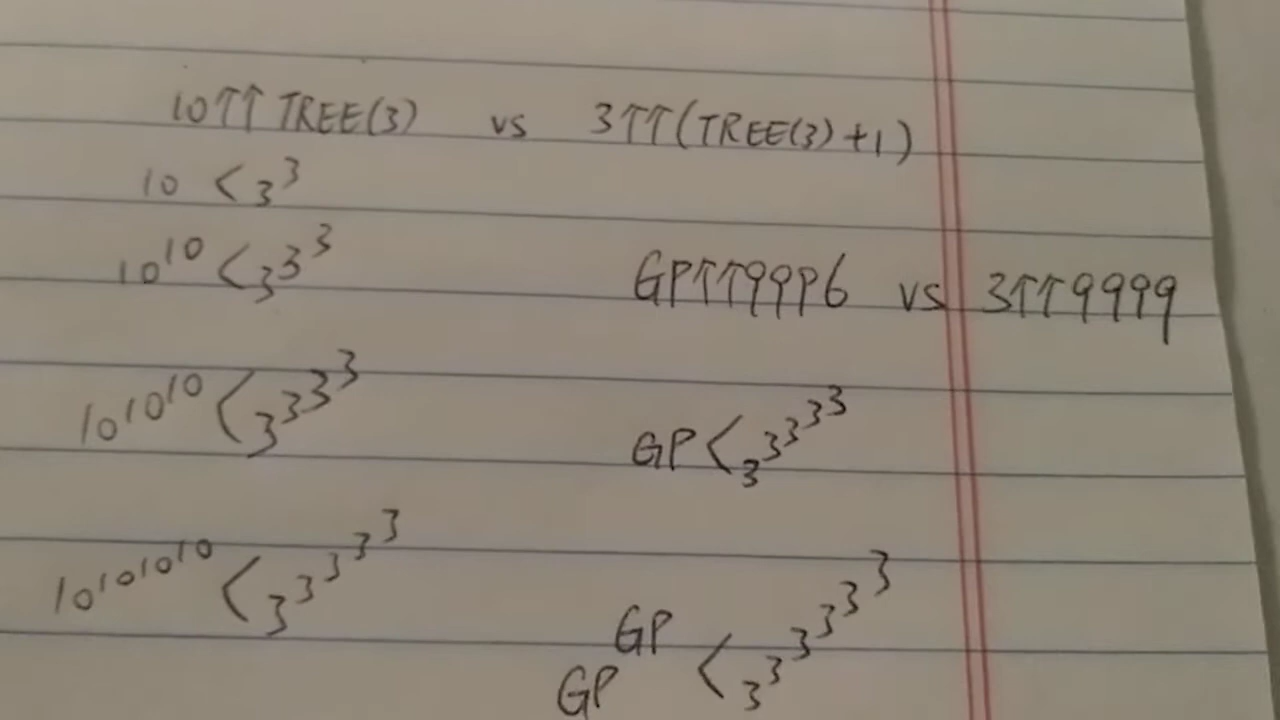 10↑↑TREE(3) vs 3↑↑(TREE(3)+1)
10 < 3^3
10^10 < 3^3^3
GP↑↑9996 vs 3↑↑9999
10^10^10 < 3^3^3^3
GP < 3^3^3^3^3
10^10^10^10 < 3^3^3^3^3
GP^GP < 3^3^3^3^3^3